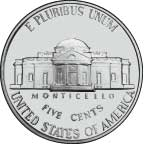 E PLURIBUS UNUM
MONTICELLO
FIVE CENTS
UNITED STATES OF AMERICA